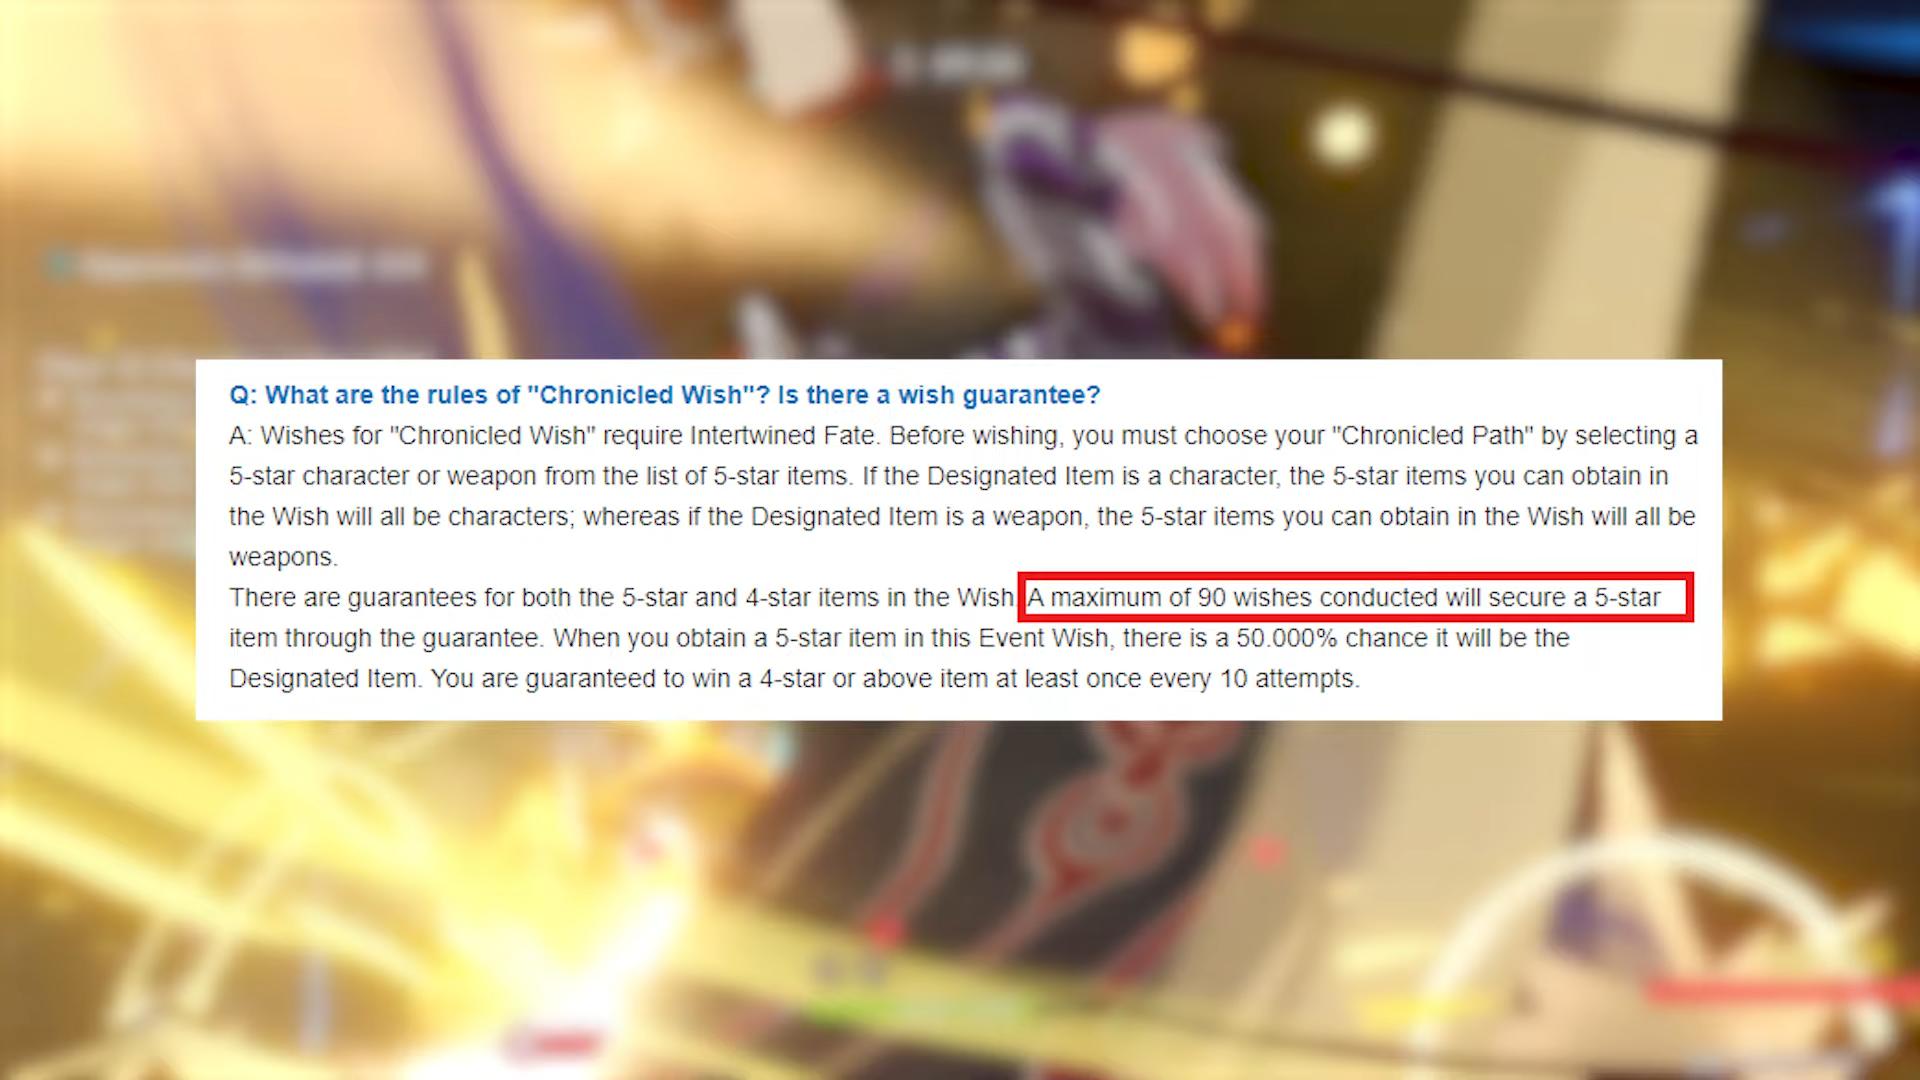 Q: What are the rules of "Chronicled Wish"? Is there a wish guarantee?
A: Wishes for "Chronicled Wish" require Intertwined Fate. Before wishing, you must choose your "Chronicled Path" by selecting a
5-star character or weapon from the list of 5-star items. If the Designated Item is a character, the 5-star items you can obtain in
the Wish will all be characters; whereas if the Designated Item is a weapon, the 5-star items you can obtain in the Wish will all be
weapons.
There are guarantees for both the 5-star and 4-star items in the Wish. A maximum of 90 wishes conducted will secure a 5-star
item through the guarantee. When you obtain a 5-star item in this Event Wish, there is a 50.000% chance it will be the
Designated Item. You are guaranteed to win a 4-star or above item at least once every 10 attempts.